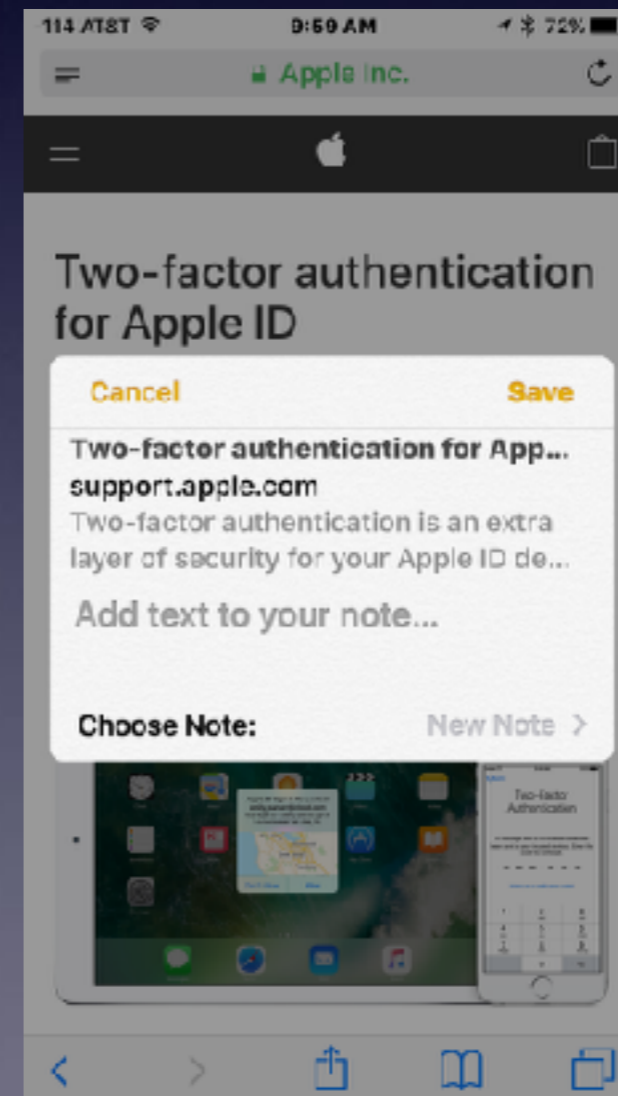 114 AT&T 9:59 AM 72%
Apple Inc.
Two-factor authentication
for Apple ID
Cancel Save
Two-factor authentication for App...
support.apple.com
Two-factor authentication is an extra
layer of security for your Apple ID de...
Add text to your note...
Choose Note: New Note >
Two-Factor
Authentication